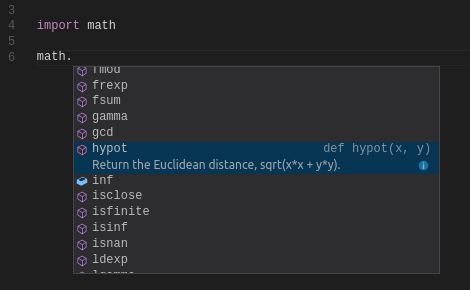 3
4 import math
5
6 math.
fmod
frexp
fsum
gamma
gcd
hypot def hypot(x, y)
Return the Euclidean distance, sqrt(x*x + y*y).
inf
isclose
isfinite
isinf
isnan
ldexp
lgamma